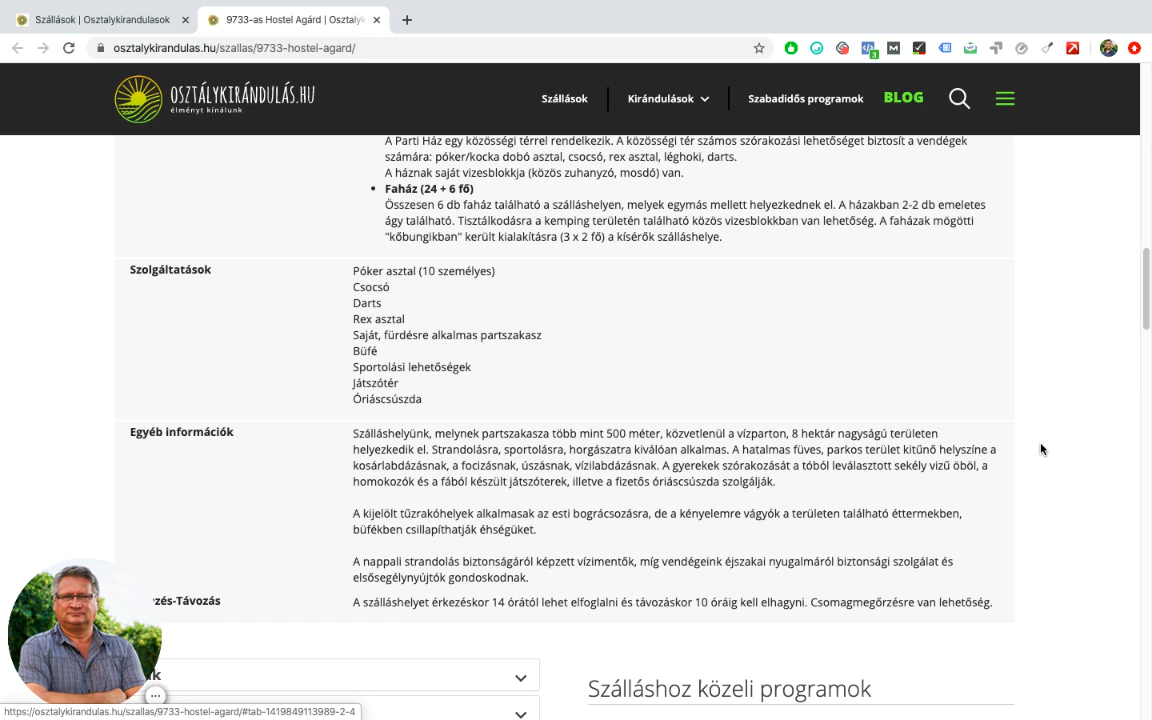 Szállások | Osztalykirandulasok
9733-as Hostel Agárd | Osztalyk
osztalykirandulas.hu/szallas/9733-hostel-agard/
3
OSZTÁLYKIRÁNDULÁS.HU
élményt kínálunk
Szállások
Kirándulások
Szabadidős programok
BLOG
A Parti Ház egy közösségi térrel rendelkezik. A közösségi tér számos szórakozási lehetőséget biztosít a vendégek
számára: póker/kocka dobó asztal, csocsó, rex asztal, léghoki, darts.
A háznak saját vizesblokkja (közös zuhanyzó, mosdó) van.
• Faház (24 + 6 fő)
Összesen 6 db faház található a szálláshelyen, melyek egymás mellett helyezkednek el. A házakban 2-2 db emeletes
ágy található. Tisztálkodásra a kemping területén található közös vizesblokkban van lehetőség. A faházak mögötti
"kőbungikban" került kialakításra (3 x 2 fő) a kísérők szálláshelye.
Szolgáltatások
Póker asztal (10 személyes)
Csocsó
Darts
Rex asztal
Saját, fürdésre alkalmas partszakasz
Büfé
Sportolási lehetőségek
Játszótér
Óriáscsúszda
Egyéb információk
Szálláshelyünk, melynek partszakasza több mint 500 méter, közvetlenül a vízparton, 8 hektár nagyságú területen
helyezkedik el. Strandolásra, sportolásra, horgászatra kiválóan alkalmas. A hatalmas füves, parkos terület kitűnő helyszíne a
kosárlabdázásnak, a focizásnak, úszásnak, vízilabdázásnak. A gyerekek szórakozását a tóból leválasztott sekély vizű öböl, a
homokozók és a fából készült játszóterek, illetve a fizetős óriáscsúszda szolgálják.
A kijelölt tűzrakóhelyek alkalmasak az esti bográcsozásra, de a kényelemre vágyók a területen található éttermekben,
büfékben csillapíthatják éhségüket.
A nappali strandolás biztonságáról képzett vízimentők, míg vendégeink éjszakai nyugalmáról biztonsági szolgálat és
elsősegélynyújtók gondoskodnak.
zés-Távozás
A szálláshelyet érkezéskor 14 órától lehet elfoglalni és távozáskor 10 óráig kell elhagyni. Csomagmegőrzésre van lehetőség.
k
Szálláshoz közeli programok
https://osztalykirandulas.hu/szallas/9733-hostel-agard/#tab-1419849113989-2-4